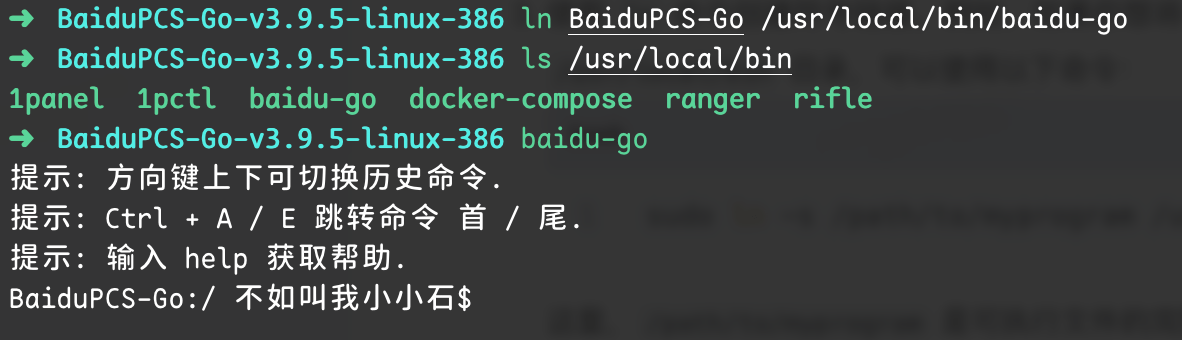 ➜ BaiduPCS-Go-v3.9.5-linux-386 ln BaiduPCS-Go /usr/local/bin/baidu-go
➜ BaiduPCS-Go-v3.9.5-linux-386 ls /usr/local/bin
1panel 1pctl baidu-go docker-compose ranger rifle
➜ BaiduPCS-Go-v3.9.5-linux-386 baidu-go
提示: 方向键上下可切换历史命令.
提示: Ctrl + A / E 跳转命令 首 / 尾.
提示: 输入 help 获取帮助.
BaiduPCS-Go:/ 不如叫我小小石$